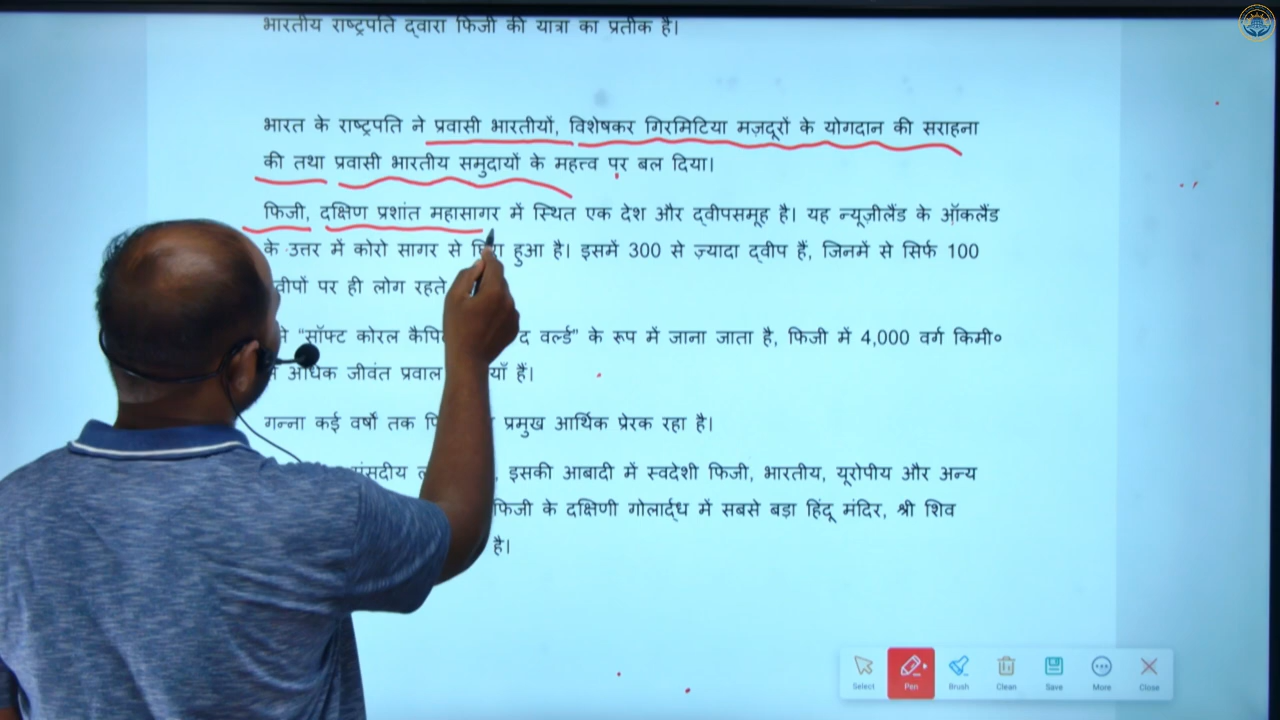 भारतीय राष्ट्रपति द्वारा फिजी की यात्रा का प्रतीक है।
भारत के राष्ट्रपति ने प्रवासी भारतीयों, विशेषकर गिरमिटिया मज़दूरों के योगदान की सराहना
की तथा प्रवासी भारतीय समुदायों के महत्त्व पर बल दिया।
फिजी, दक्षिण प्रशांत महासागर में स्थित एक देश और द्वीपसमूह है। यह न्यूज़ीलैंड के ऑकलैंड
के उत्तर में कोरो सागर से घिरा हुआ है। इसमें 300 से ज़्यादा द्वीप हैं, जिनमें से सिर्फ 100
पर ही लोग रहते
“सॉफ्ट कोरल वर्ल्ड” के रूप में जाना जाता है, फिजी में 4,000 वर्ग किमी०
अधिक जीवंत प्रवाल हैं।
गन्ना कई वर्षों तक प्रमुख आर्थिक प्रेरक रहा है।
इसकी आबादी में स्वदेशी फिजी, भारतीय, यूरोपीय और अन्य
फिजी के दक्षिणी गोलार्द्ध में सबसे बड़ा हिंदू मंदिर, श्री शिव
है।
Select Pen Brush Clean Save More Close